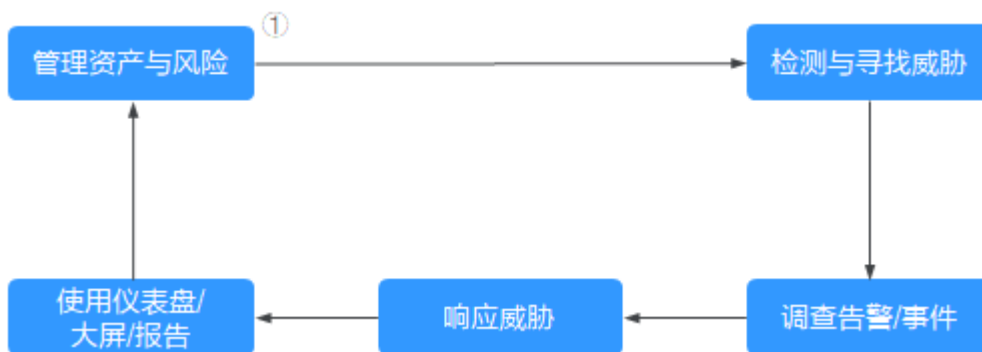 ①
管理资产与风险
检测与寻找威胁
使用仪表盘/
大屏/报告
响应威胁
调查告警/事件